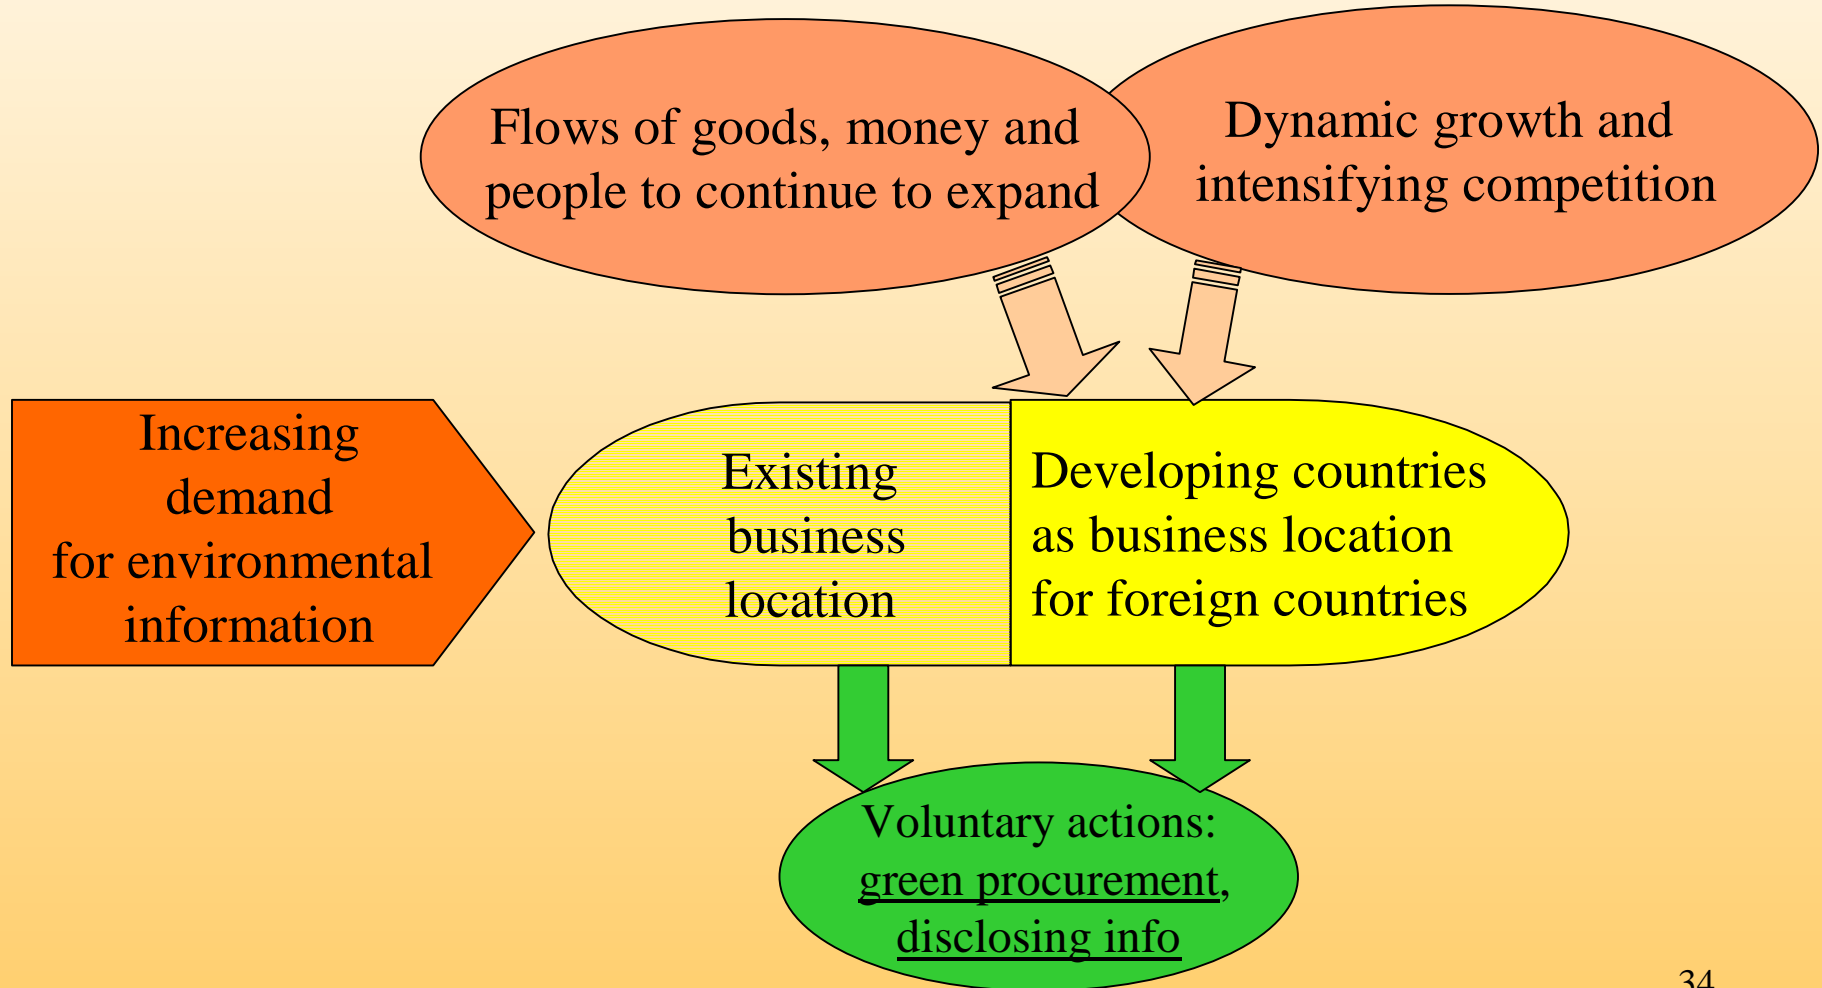 Flows of goods, money and
people to continue to expand
Dynamic growth and
intensifying competition
Increasing
demand
for environmental
information
Existing
business
location
Developing countries
as business location
for foreign countries
Voluntary actions:
green procurement,
disclosing info
34